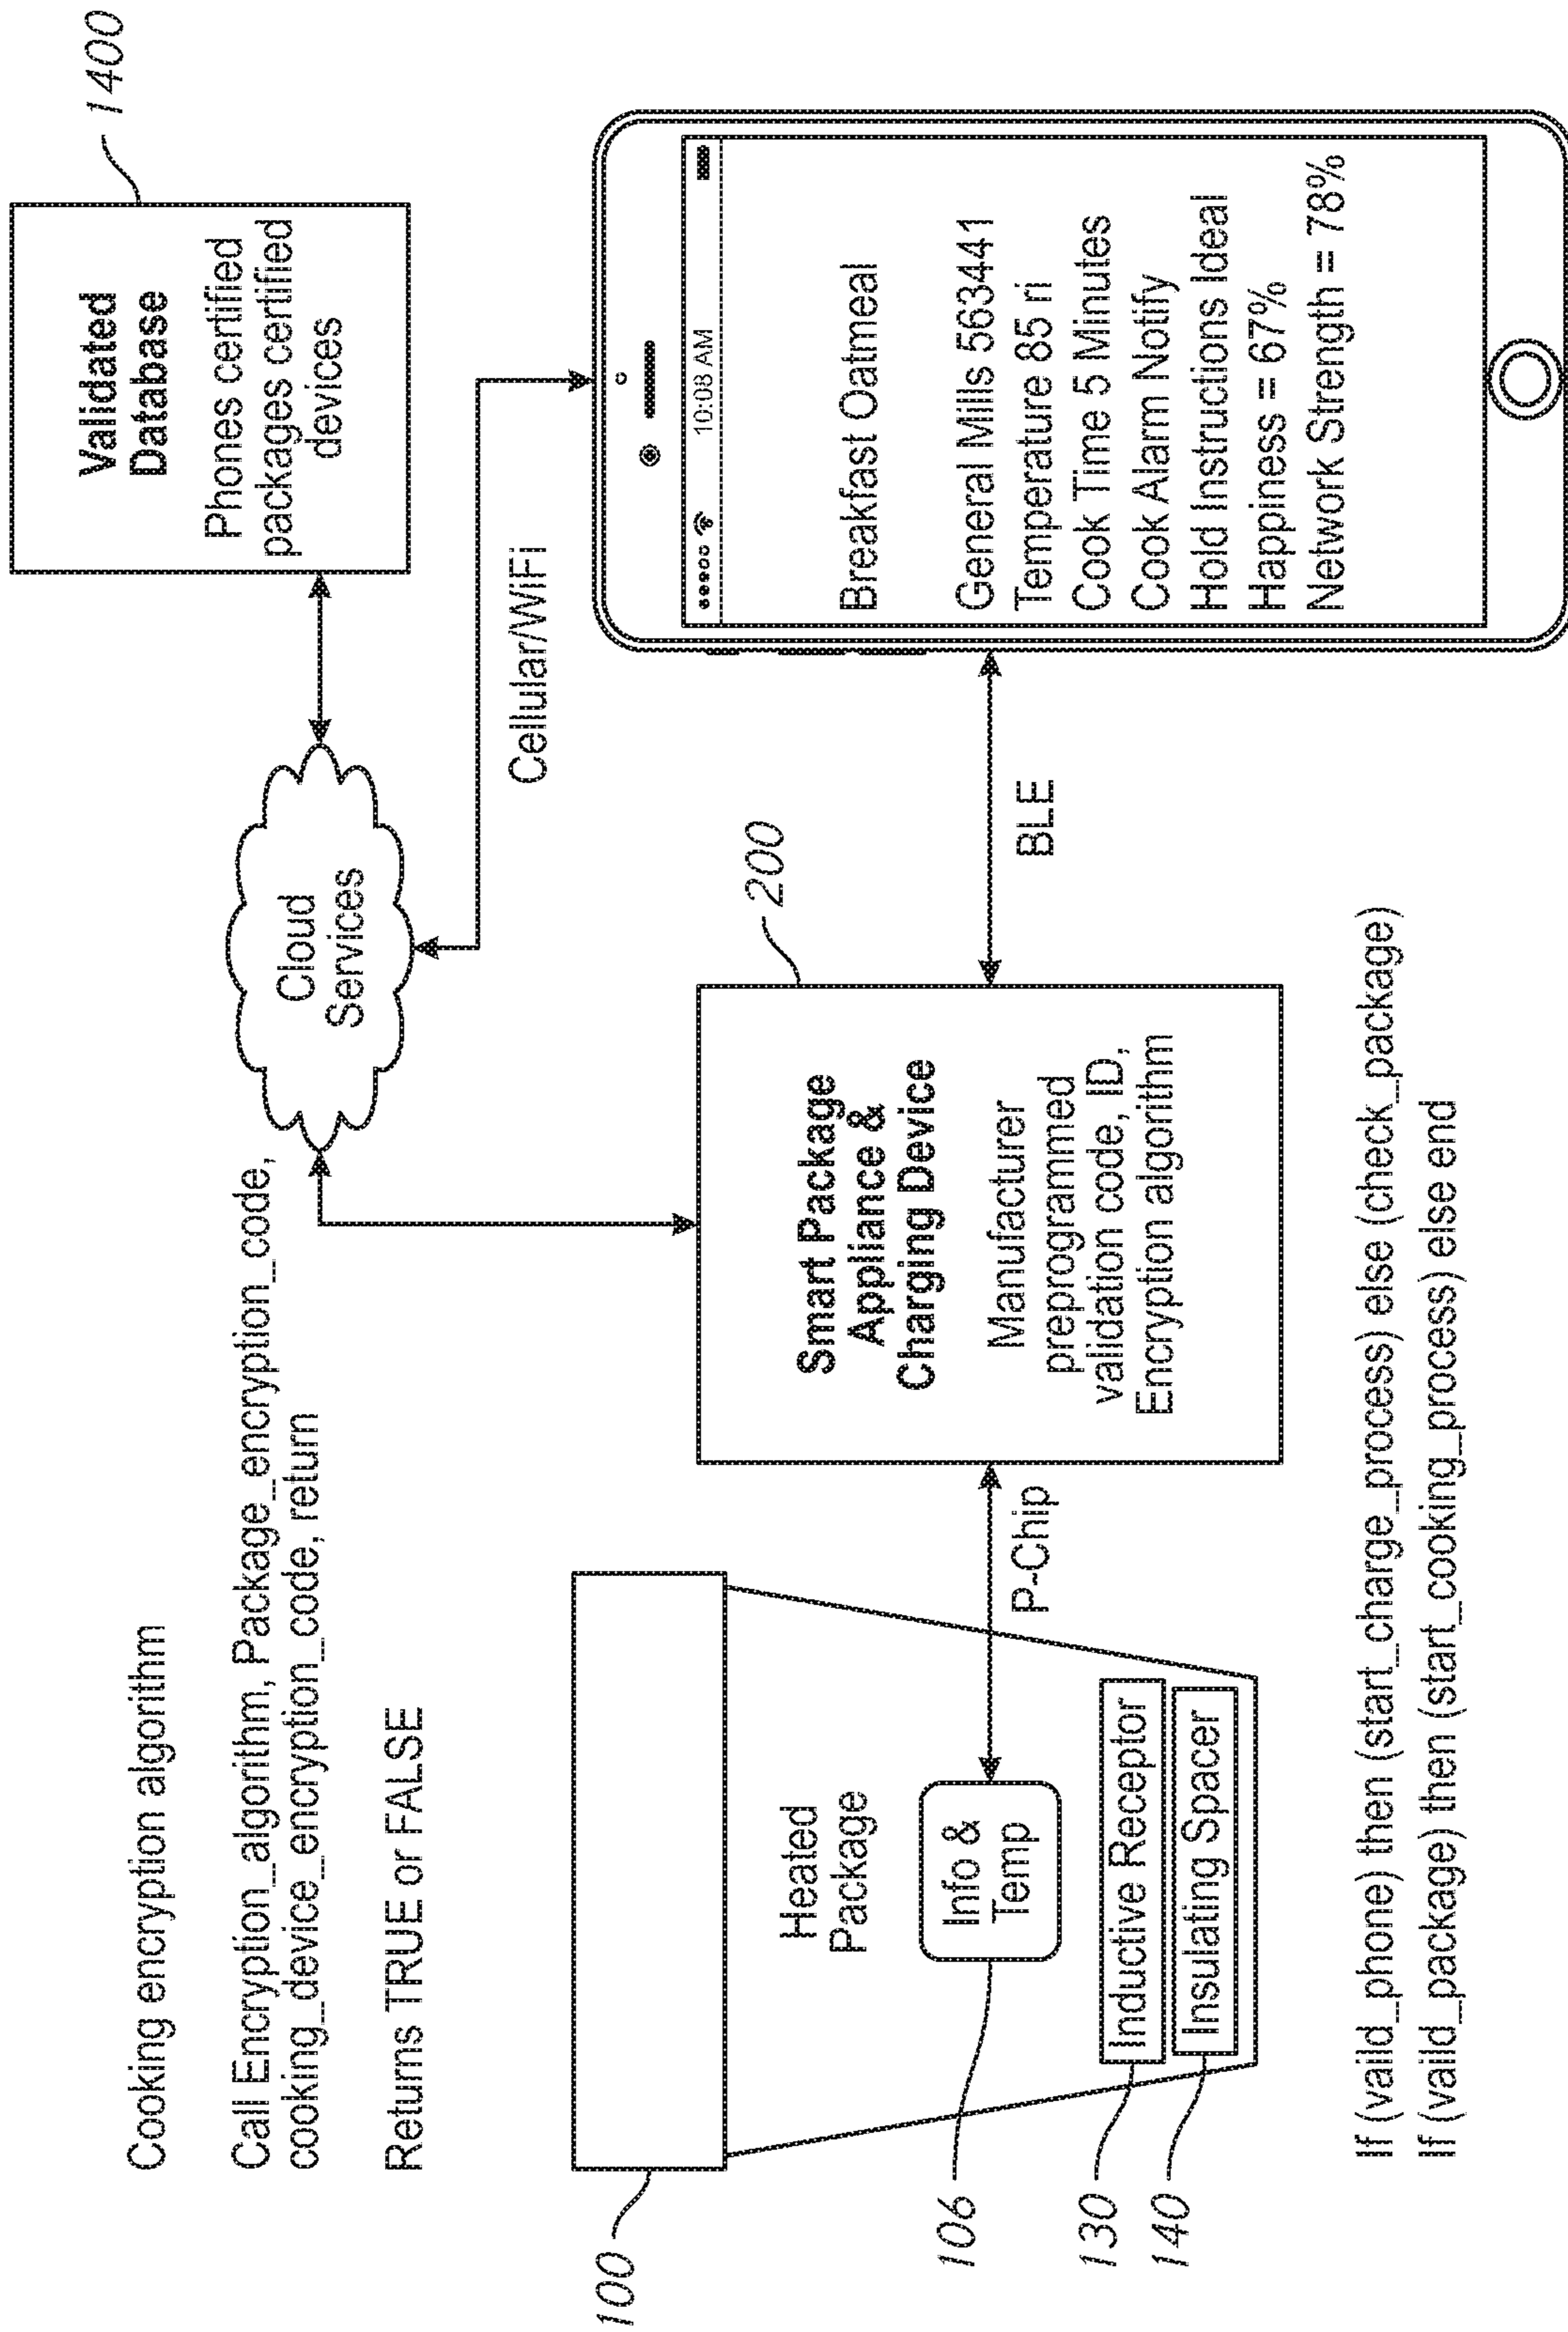 Cooking encryption algorithm
Call Encryption_algorithm, Package_encryption_code,
cooking_device_encryption_code, return
Returns TRUE or FALSE
Cloud
Services
Validated
Database
Phones certified
packages certified
devices
1400
Cellular/WiFi
100
Heated
Package
Info &
Temp
106
Inductive Receptor
130
Insulating Spacer
140
P-Chip
200
Smart Package
Appliance &
Charging Device
Manufacturer
preprogrammed
validation code, ID,
Encryption algorithm
BLE
10:08 AM
Breakfast Oatmeal
General Mills 5663441
Temperature 85 ri
Cook Time 5 Minutes
Cook Alarm Notify
Hold Instructions Ideal
Happiness = 67%
Network Strength = 78%
If (vaild_phone) then (start_charge_process) else (check_package)
If (vaild_package) then (start_cooking_process) else end